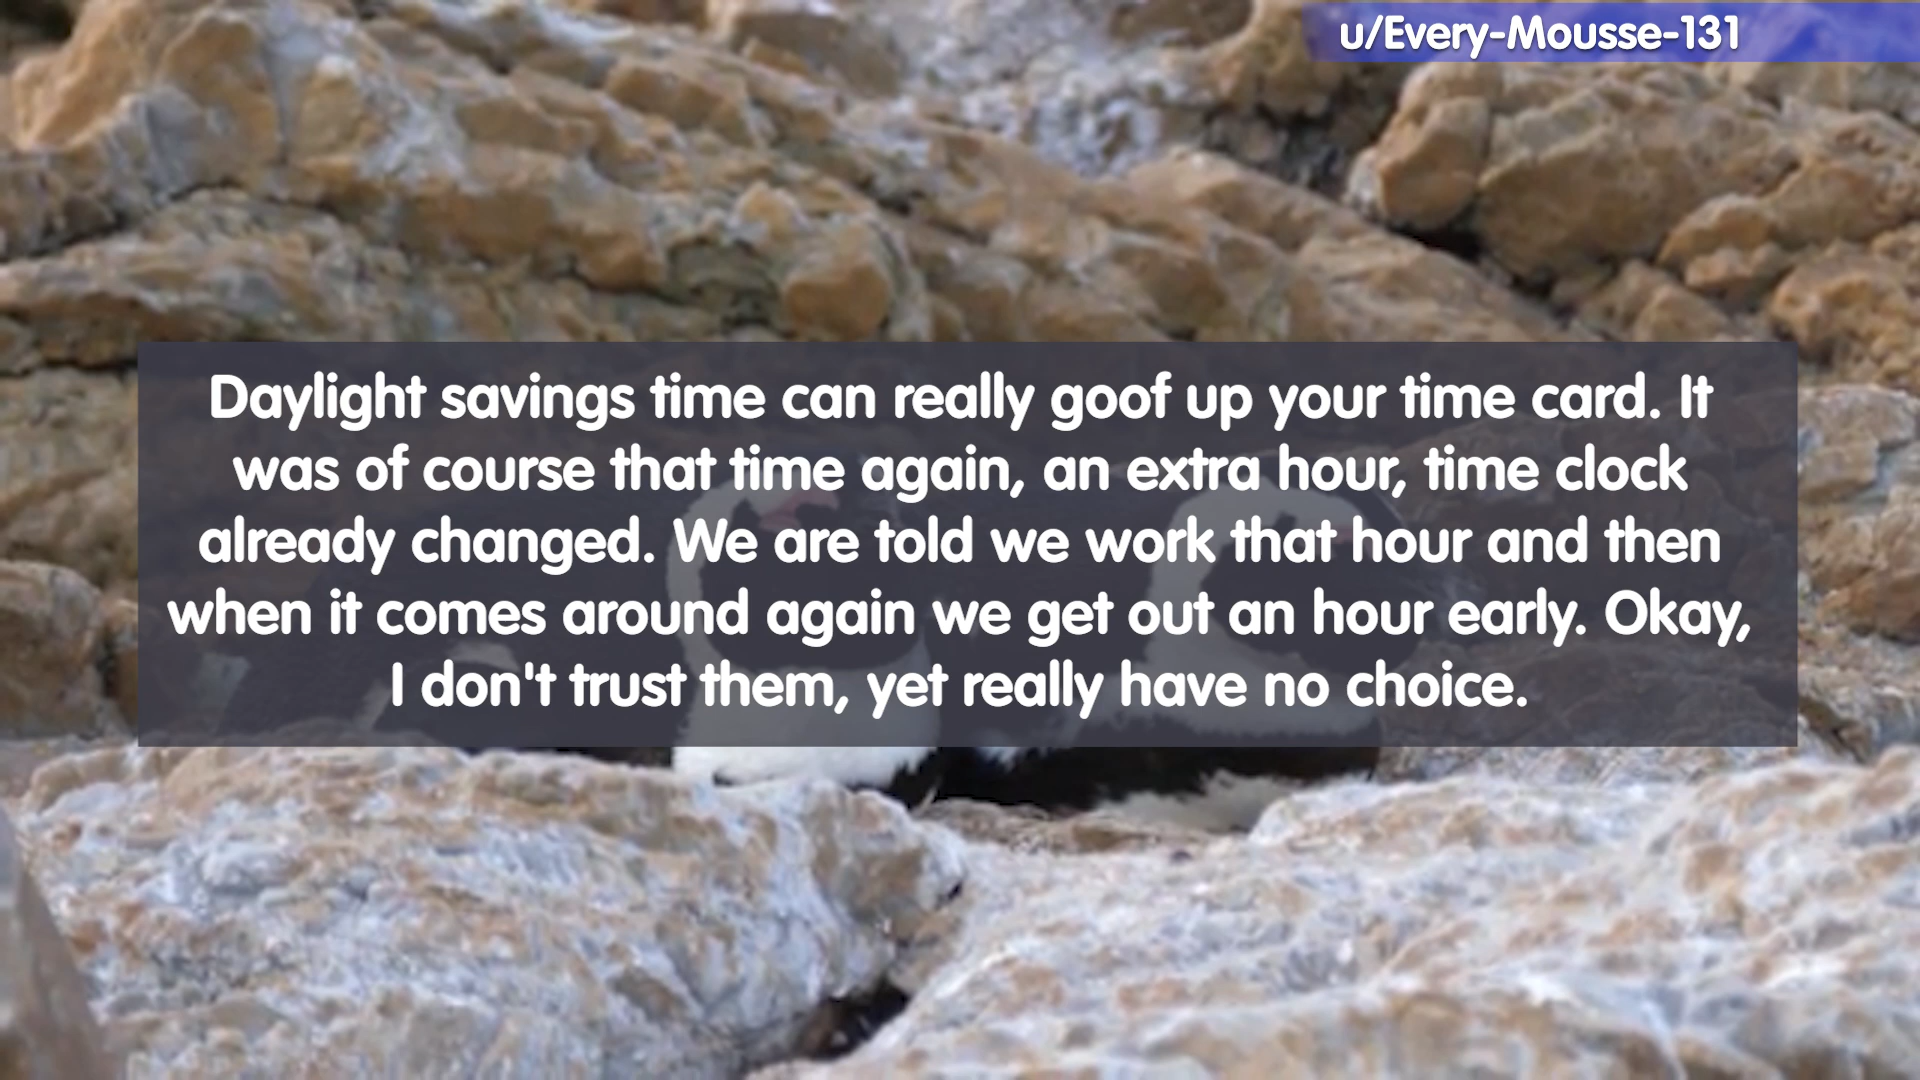 u/Every-Mousse-131
Daylight savings time can really goof up your time card. It
was of course that time again, an extra hour, time clock
already changed. We are told we work that hour and then
when it comes around again we get out an hour early. Okay,
I don't trust them, yet really have no choice.